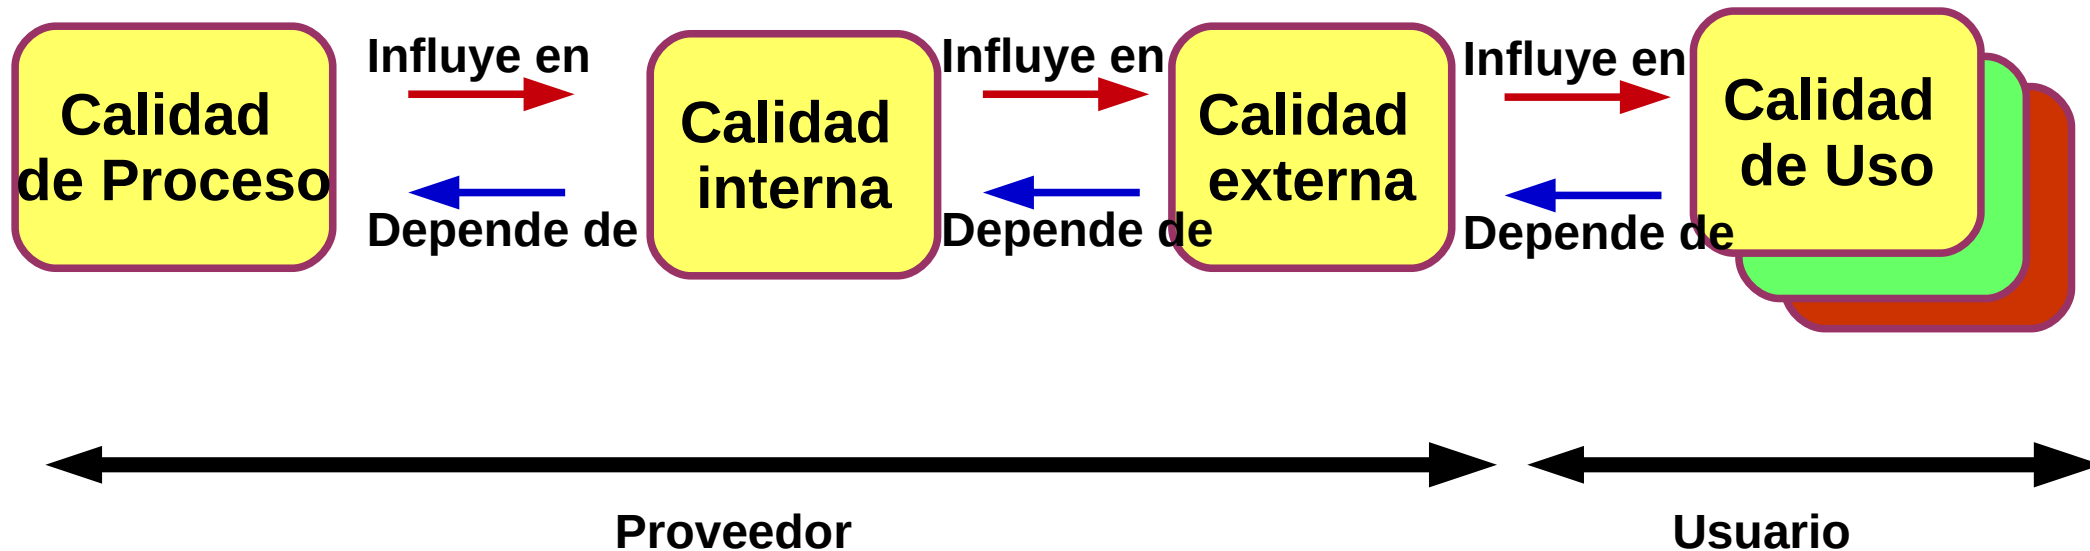 Calidad
de Proceso
Influye en
Depende de
Calidad
interna
Influye en
Depende de
Calidad
externa
Influye en
Depende de
Calidad
de Uso
Proveedor
Usuario